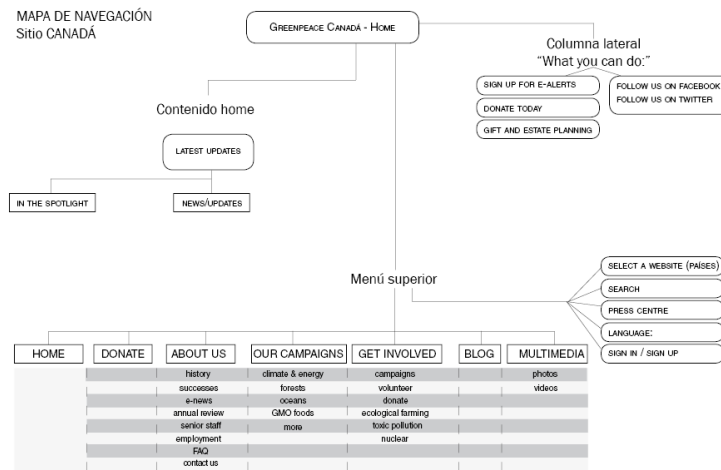 MAPA DE NAVEGACIÓN
Sitio CANADÁ
GREENPEACE CANADÁ - HOME
Columna lateral
"What you can do:"
SIGN UP FOR E-ALERTS
DONATE TODAY
GIFT AND ESTATE PLANNING
FOLLOW US ON FACEBOOK
FOLLOW US ON TWITTER
Contenido home
LATEST UPDATES
IN THE SPOTLIGHT
NEWS/UPDATES
Menú superior
SELECT A WEBSITE (PAÍSES)
SEARCH
PRESS CENTRE
LANGUAGE:
SIGN IN / SIGN UP
HOME
DONATE
ABOUT US
history
successes
e-news
annual review
senior staff
employment
FAQ
contact us
OUR CAMPAIGNS
climate & energy
forests
oceans
GMO foods
more
GET INVOLVED
campaigns
volunteer
donate
ecological farming
toxic pollution
nuclear
BLOG
MULTIMEDIA
photos
videos